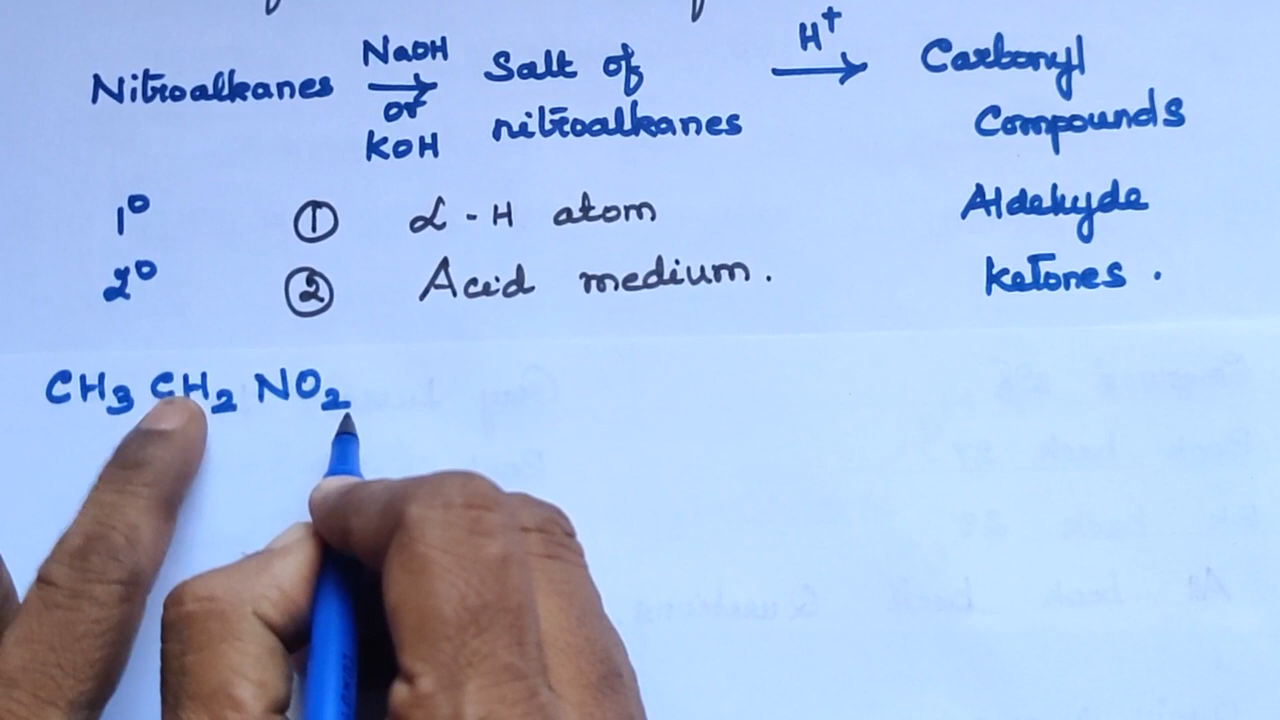 Nitroalkanes NaOH or KOH → Salt of nitroalkanes H⁺ → Carbonyl Compounds
1° ① α - H atom Aldehyde
2° ② Acid medium. Ketones.
CH₃ CH₂ NO₂